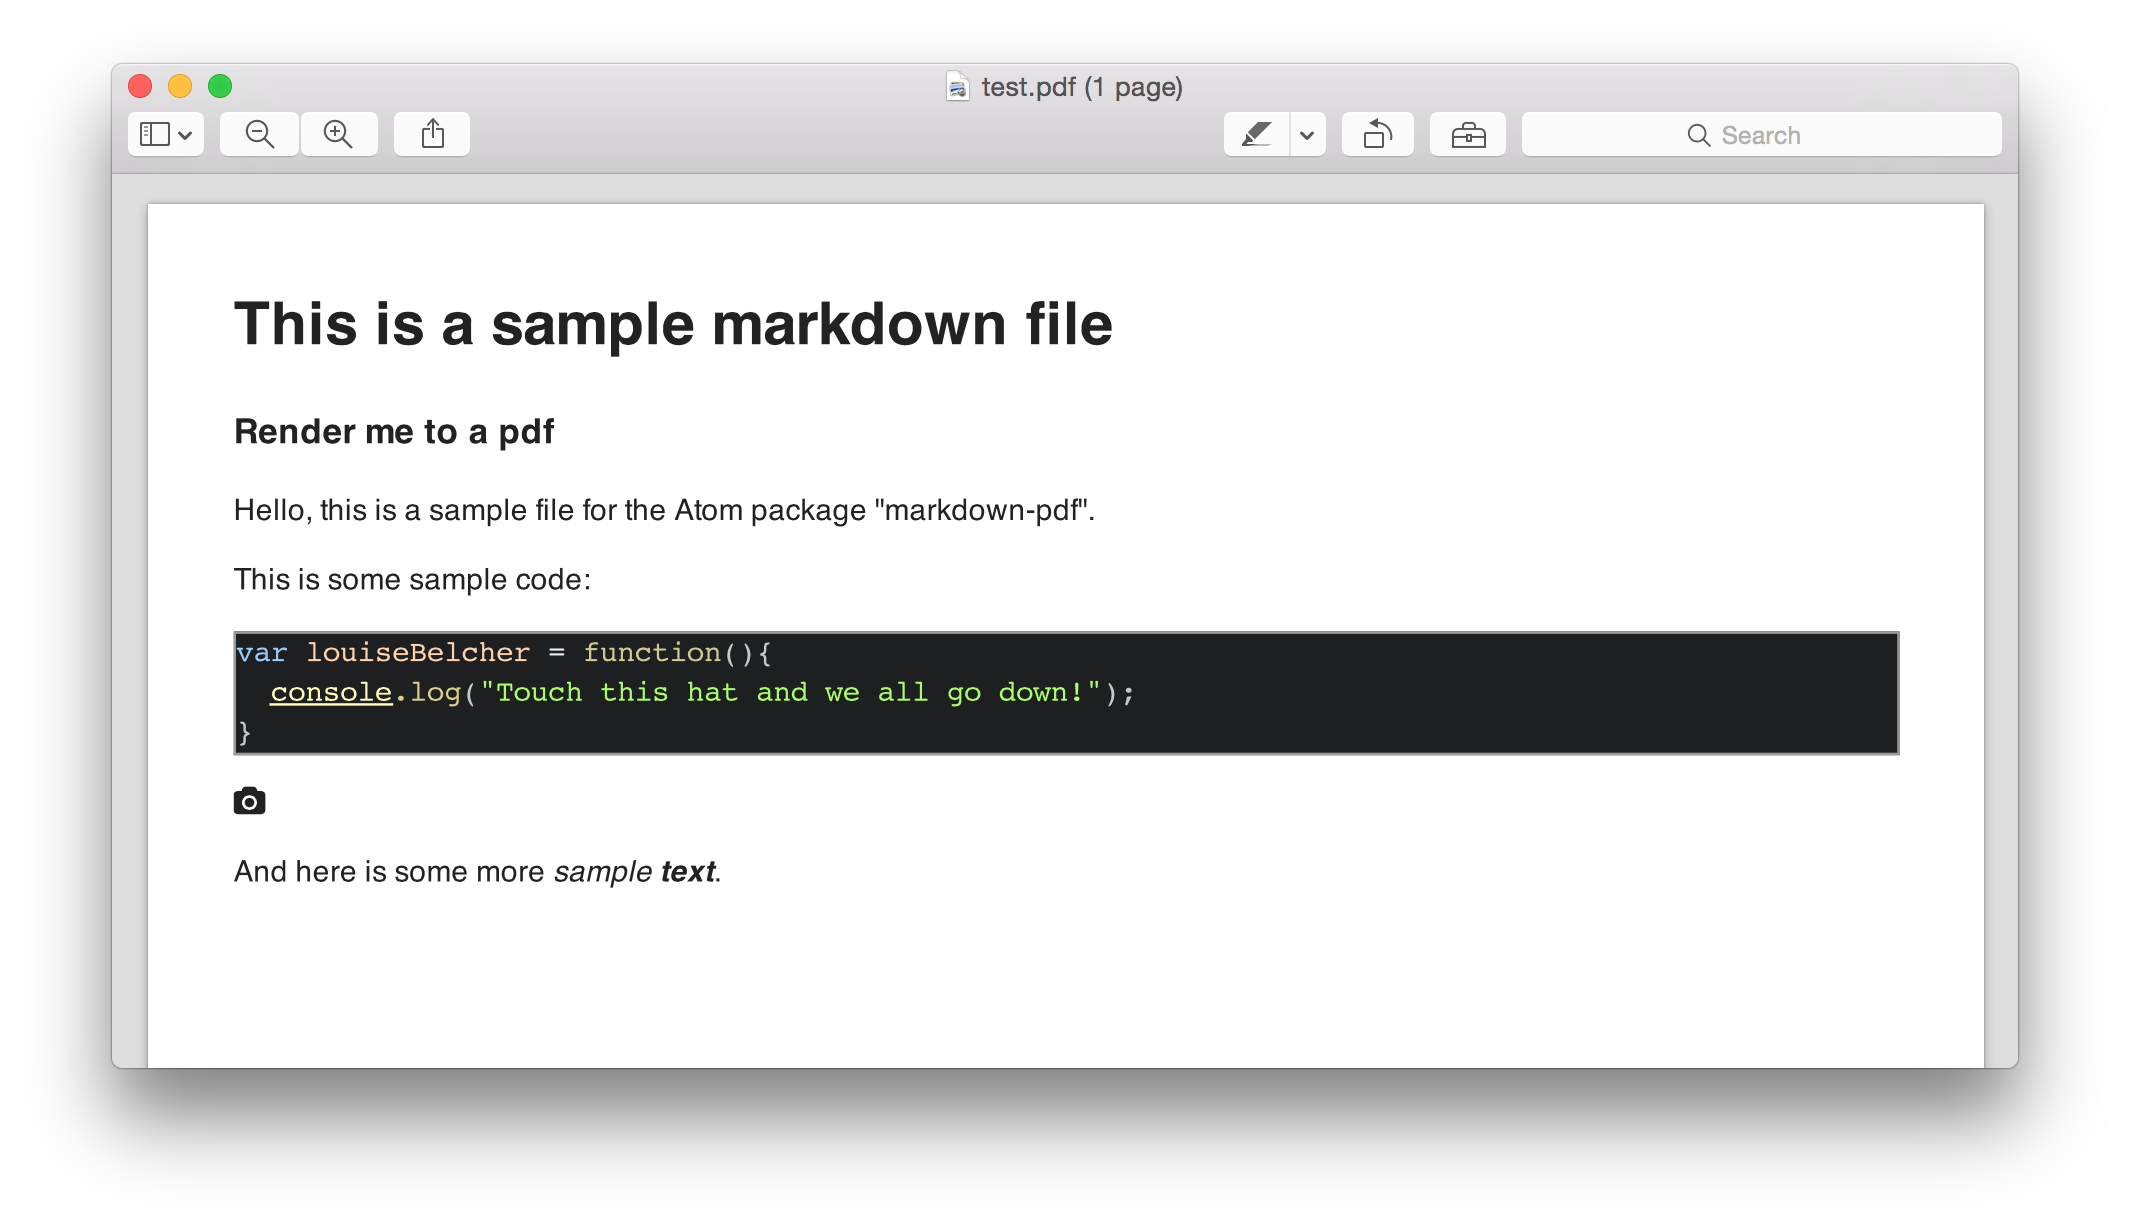 test.pdf (1 page)
Search
This is a sample markdown file
Render me to a pdf
Hello, this is a sample file for the Atom package "markdown-pdf".
This is some sample code:
var louiseBelcher = function(){
  console.log("Touch this hat and we all go down!");
}
And here is some more sample text.